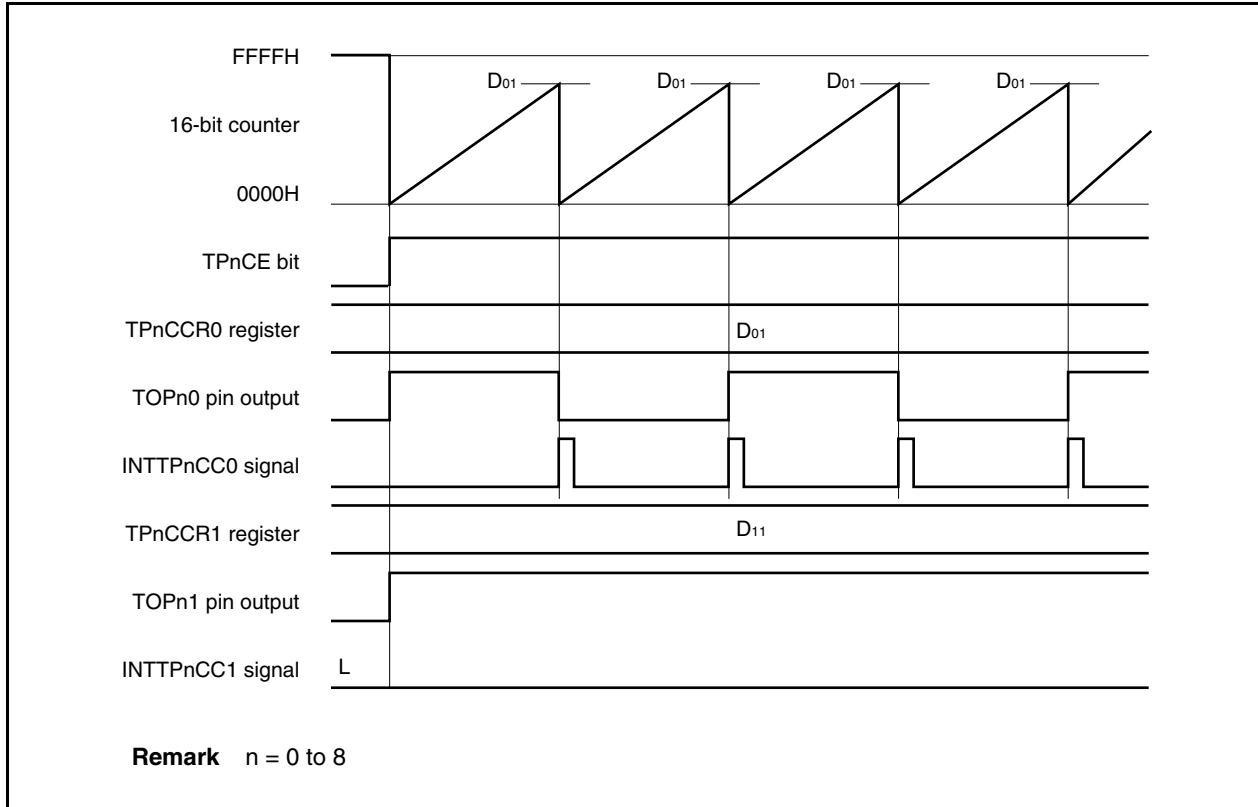 FFFFH
D01 D01 D01 D01
16-bit counter
0000H
TPnCE bit
TPnCCR0 register D01
TOPn0 pin output
INTTPnCC0 signal
TPnCCR1 register D11
TOPn1 pin output
INTTPnCC1 signal L
Remark n = 0 to 8